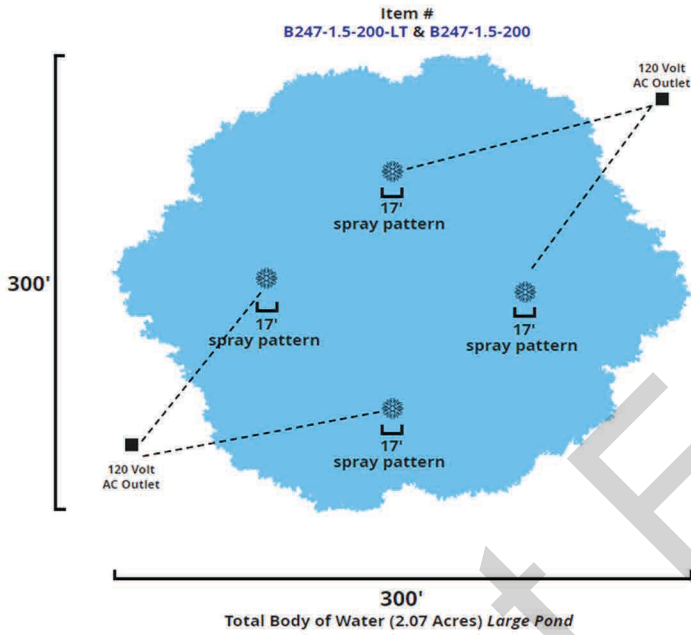 Item #
B247-1.5-200-LT & B247-1.5-200
120 Volt
AC Outlet
17'
spray pattern
300'
17'
spray pattern
17'
spray pattern
17'
spray pattern
120 Volt
AC Outlet
300'
Total Body of Water (2.07 Acres) Large Pond